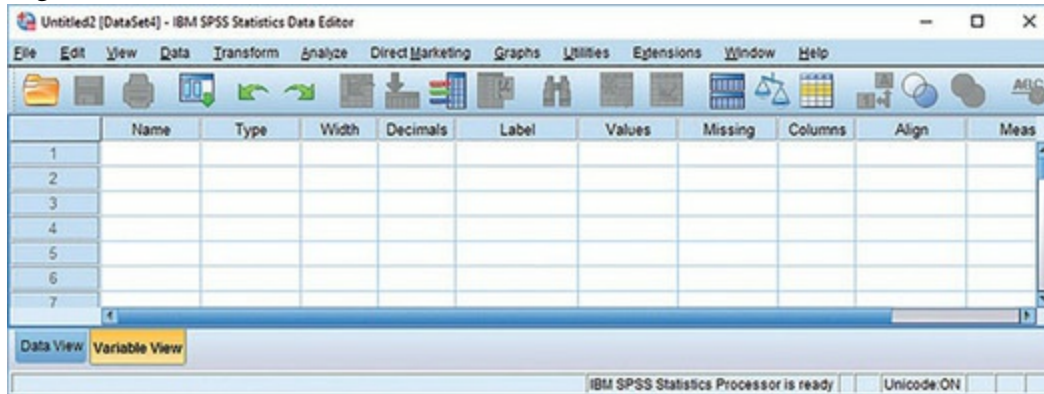 Untitled2 [DataSet4] - IBM SPSS Statistics Data Editor
File Edit View Data Transform Analyze Direct Marketing Graphs Utilities Extensions Window Help
Name Type Width Decimals Label Values Missing Columns Align Meas
1
2
3
4
5
6
7
Data View Variable View
IBM SPSS Statistics Processor is ready Unicode:ON